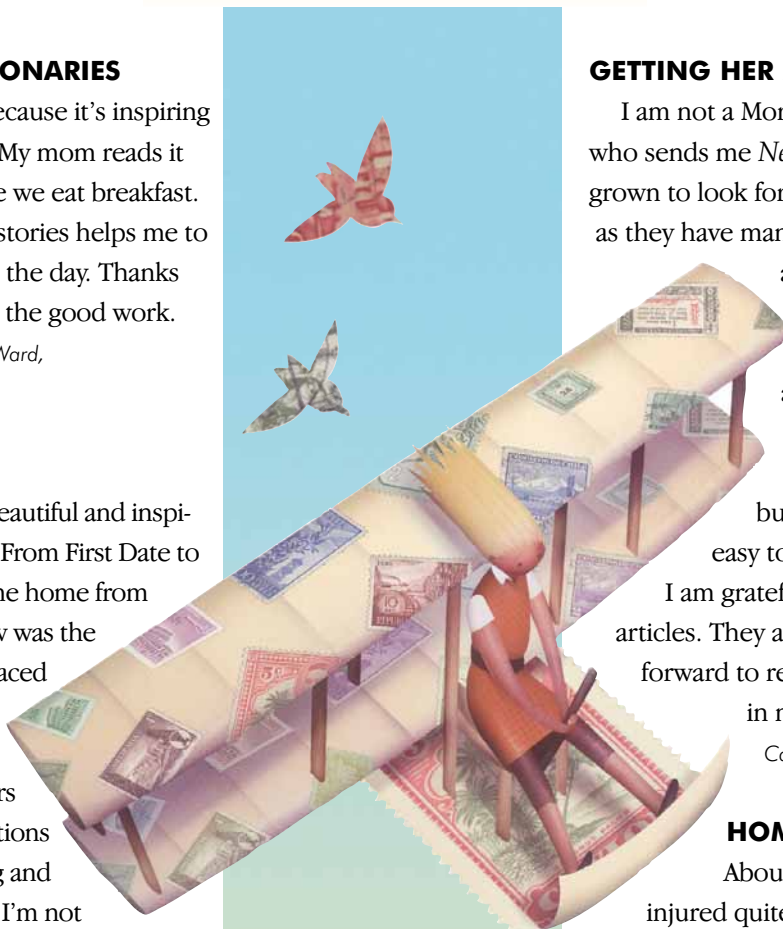 ONARIES
ecause it's inspiring
My mom reads it
e we eat breakfast.
stories helps me to
the day. Thanks
the good work.
Ward,
eautiful and inspi-
From First Date to
ne home from
w was the
aced
rs
tions
g and
I'm not
GETTING HER
I am not a Mor
who sends me Ne
grown to look for
as they have man
a
a
bu
easy to
I am gratef
articles. They a
forward to re
in r
Ca
HOM
Abou
injured quite